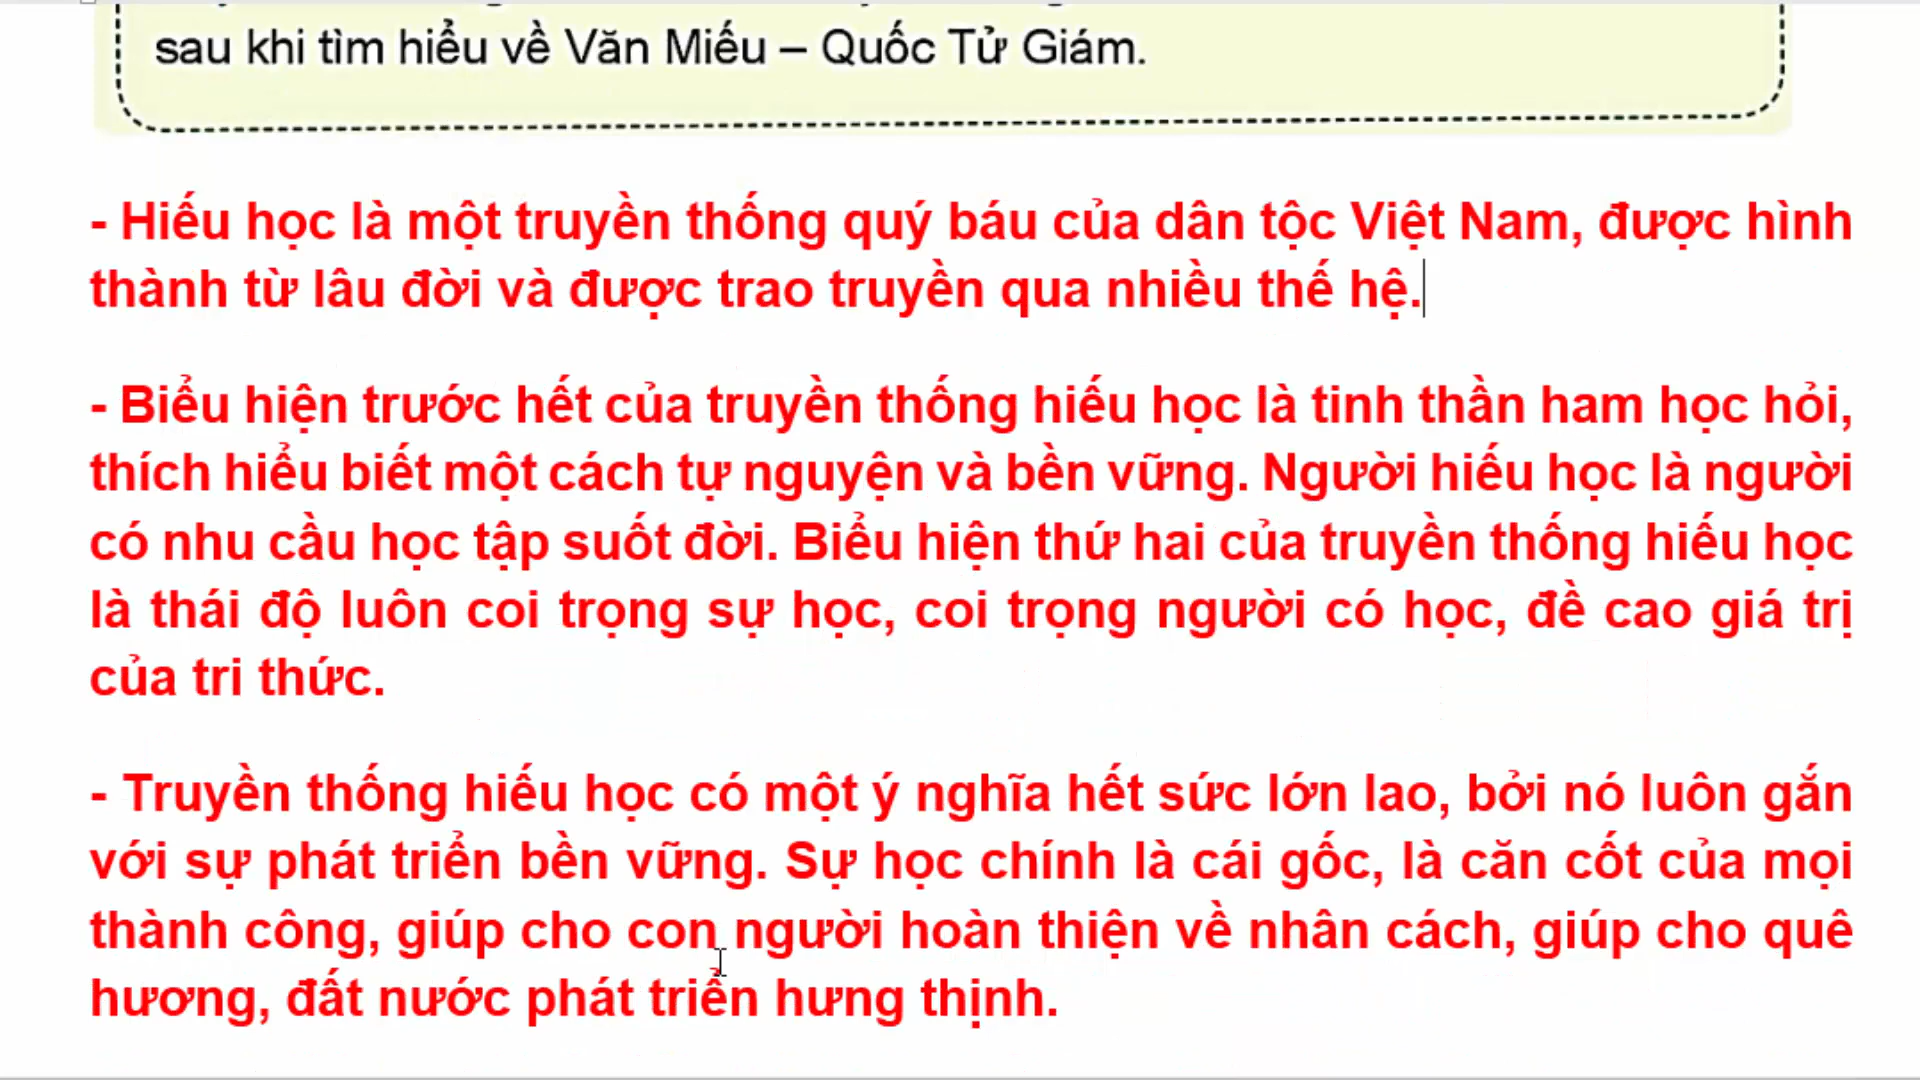 sau khi tìm hiểu về Văn Miếu – Quốc Tử Giám.
- Hiếu học là một truyền thống quý báu của dân tộc Việt Nam, được hình
thành từ lâu đời và được trao truyền qua nhiều thế hệ.
- Biểu hiện trước hết của truyền thống hiếu học là tinh thần ham học hỏi,
thích hiểu biết một cách tự nguyện và bền vững. Người hiếu học là người
có nhu cầu học tập suốt đời. Biểu hiện thứ hai của truyền thống hiếu học
là thái độ luôn coi trọng sự học, coi trọng người có học, đề cao giá trị
của tri thức.
- Truyền thống hiếu học có một ý nghĩa hết sức lớn lao, bởi nó luôn gắn
với sự phát triển bền vững. Sự học chính là cái gốc, là căn cốt của mọi
thành công, giúp cho con người hoàn thiện về nhân cách, giúp cho quê
hương, đất nước phát triển hưng thịnh.